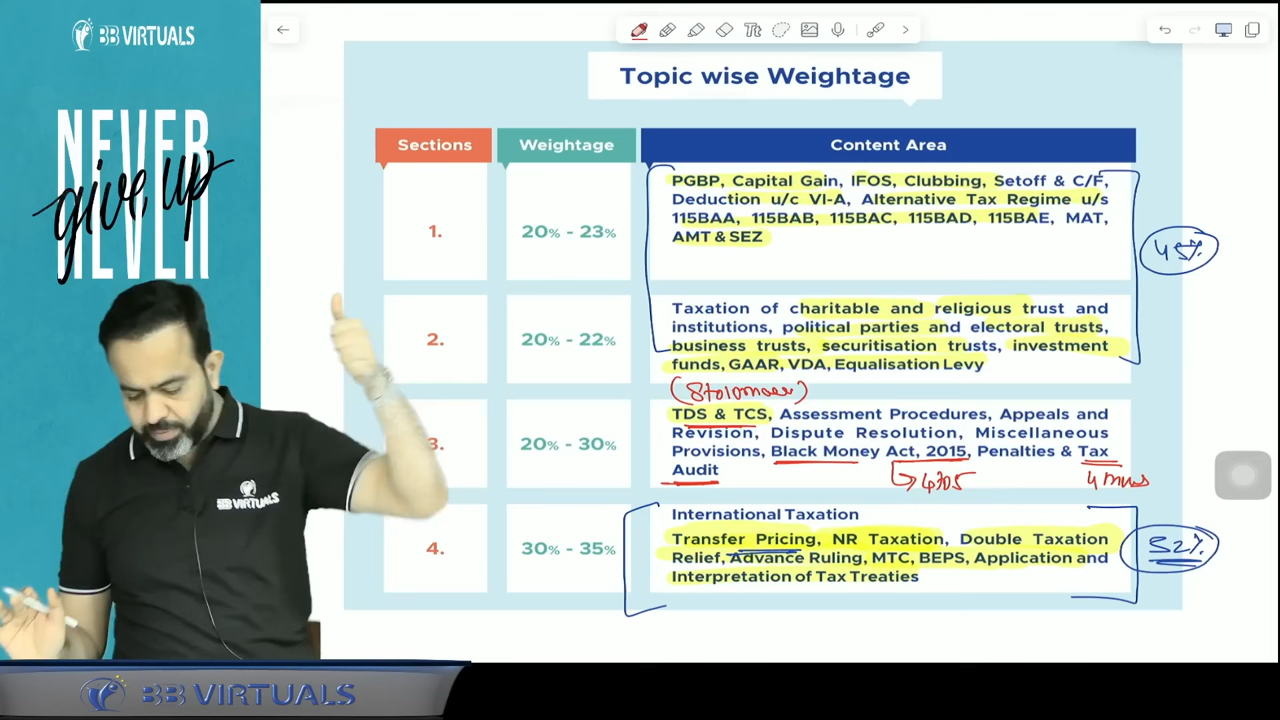 BB VIRTUALS
NEVER
give up
NEVER
BB VIRTUALS
Topic wise Weightage
Sections
Weightage
Content Area
1.
20% - 23%
PGBP, Capital Gain, IFOS, Clubbing, Setoff & C/F,
Deduction u/c VI-A, Alternative Tax Regime u/s
115BAA, 115BAB, 115BAC, 115BAD, 115BAE, MAT,
AMT & SEZ
45%
2.
20% - 22%
Taxation of charitable and religious trust and
institutions, political parties and electoral trusts,
business trusts, securitisation trusts, investment
funds, GAAR, VDA, Equalisation Levy
3.
20% - 30%
TDS & TCS, Assessment Procedures, Appeals and
Revision, Dispute Resolution, Miscellaneous
Provisions, Black Money Act, 2015, Penalties & Tax
Audit
4.
30% - 35%
International Taxation
Transfer Pricing, NR Taxation, Double Taxation
Relief, Advance Ruling, MTC, BEPS, Application and
Interpretation of Tax Treaties
32%
BB VIRTUALS